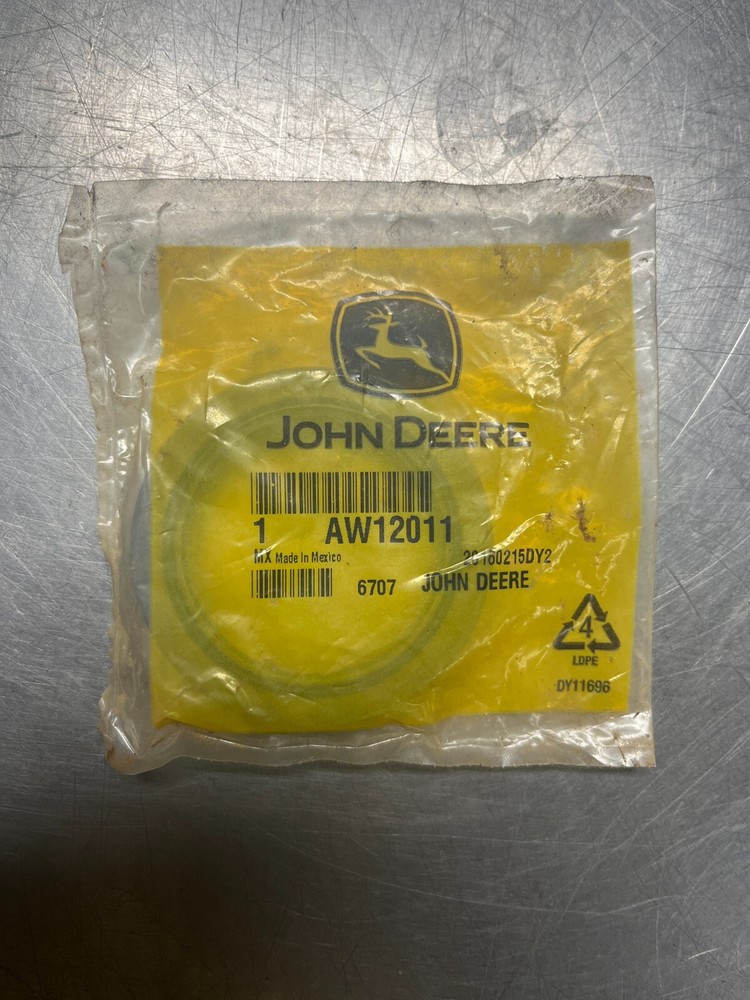 JOHN DEERE
1 AW12011
MX Made In Mexico 20160215DY2
6707 JOHN DEERE
4
LDPE
DY11696